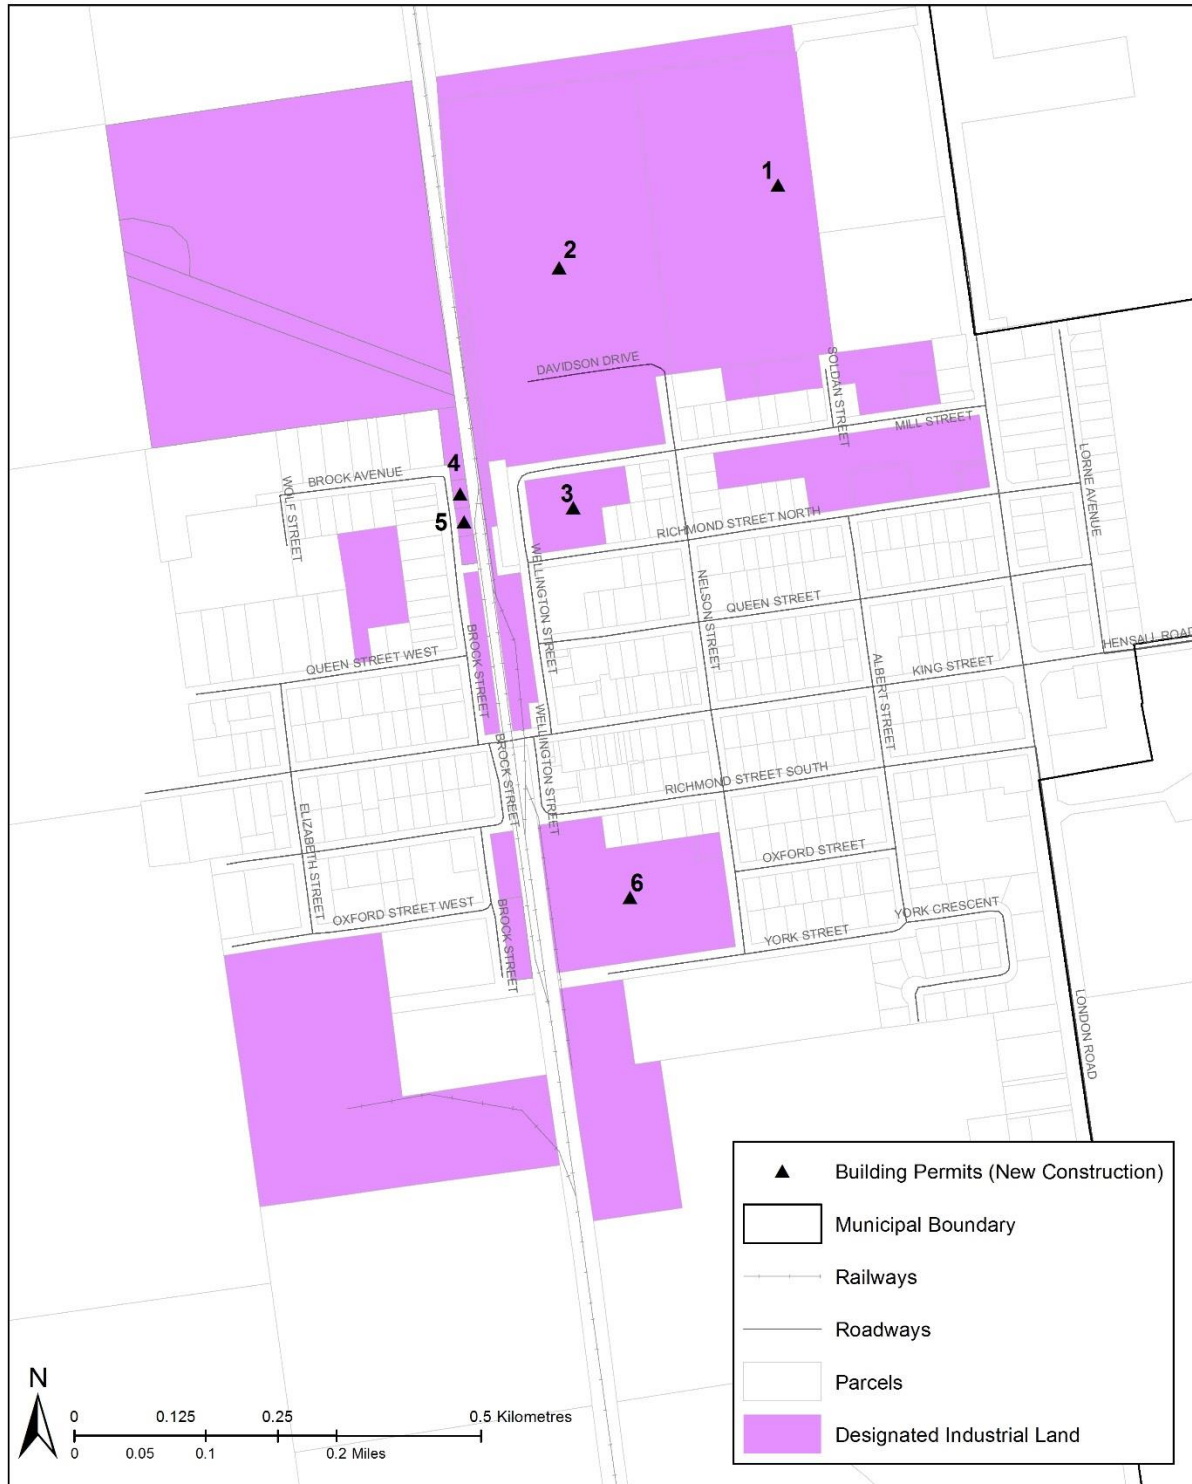 1
2
DAVIDSON DRIVE
SOLDAN STREET
MILL STREET
LORNE AVENUE
4
BROCK AVENUE
WOLF STREET
3
5
RICHMOND STREET NORTH
WELLINGTON STREET
NELSON STREET
QUEEN STREET
HENSALL ROAD
QUEEN STREET WEST
BROCK STREET
ALBERT STREET
KING STREET
WELLINGTON STREET
BROCK STREET
RICHMOND STREET SOUTH
ELIZABETH STREET
OXFORD STREET
6
OXFORD STREET WEST
BROCK STREET
YORK CRESCENT
YORK STREET
LONDON ROAD
Building Permits (New Construction)
Municipal Boundary
Railways
Roadways
Parcels
Designated Industrial Land
N
0 0.125 0.25 0.5 Kilometres
0 0.05 0.1 0.2 Miles